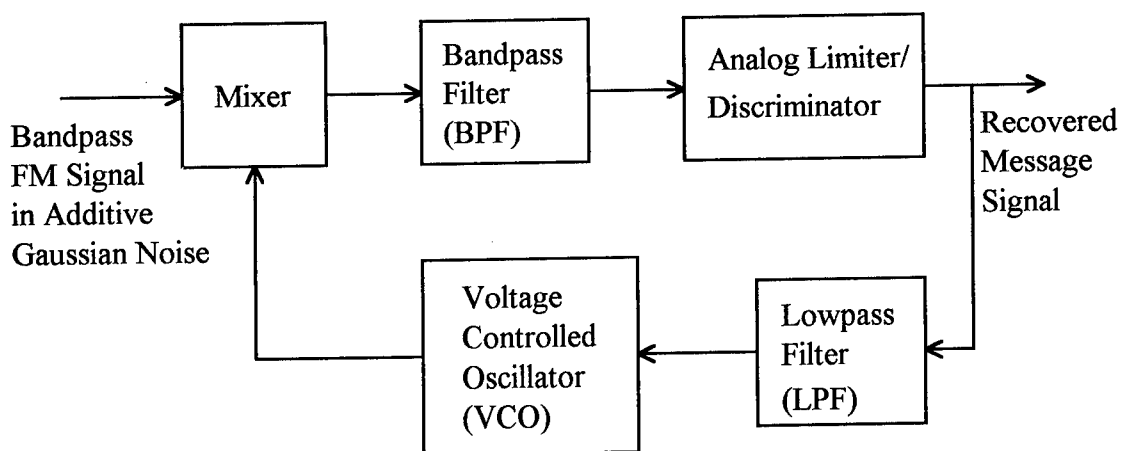 Mixer
Bandpass
Filter
(BPF)
Analog Limiter/
Discriminator
Bandpass
FM Signal
in Additive
Gaussian Noise
Recovered
Message
Signal
Voltage
Controlled
Oscillator
(VCO)
Lowpass
Filter
(LPF)